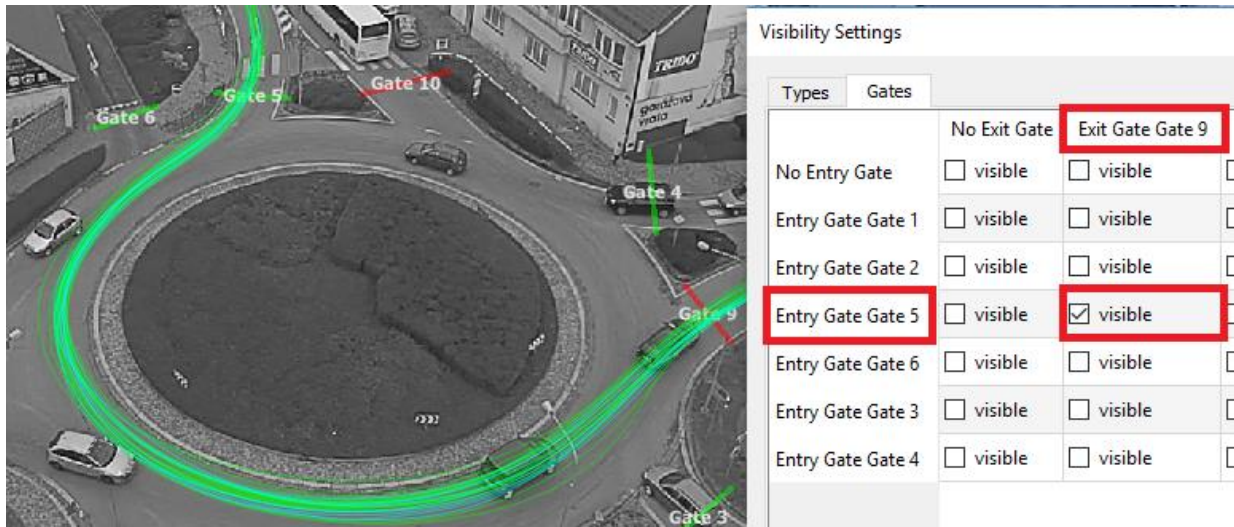 Gate 5
Gate 6
Gate 10
Gate 4
Gate 9
Gate 3
TRIDO
garážová
vrata
Visibility Settings
Types Gates
No Exit Gate Exit Gate Gate 9
No Entry Gate visible visible
Entry Gate Gate 1 visible visible
Entry Gate Gate 2 visible visible
Entry Gate Gate 5 visible visible
Entry Gate Gate 6 visible visible
Entry Gate Gate 3 visible visible
Entry Gate Gate 4 visible visible